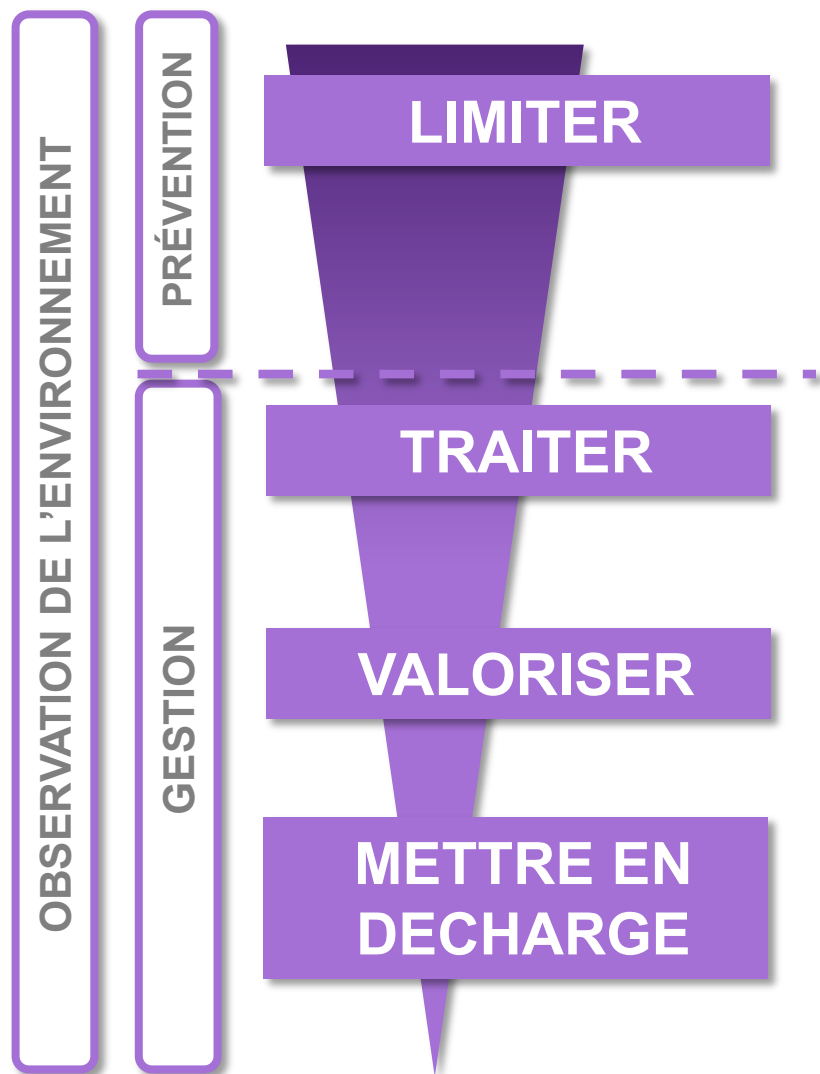 OBSERVATION DE L’ENVIRONNEMENT
PRÉVENTION
LIMITER
GESTION
TRAITER
VALORISER
METTRE EN
DECHARGE